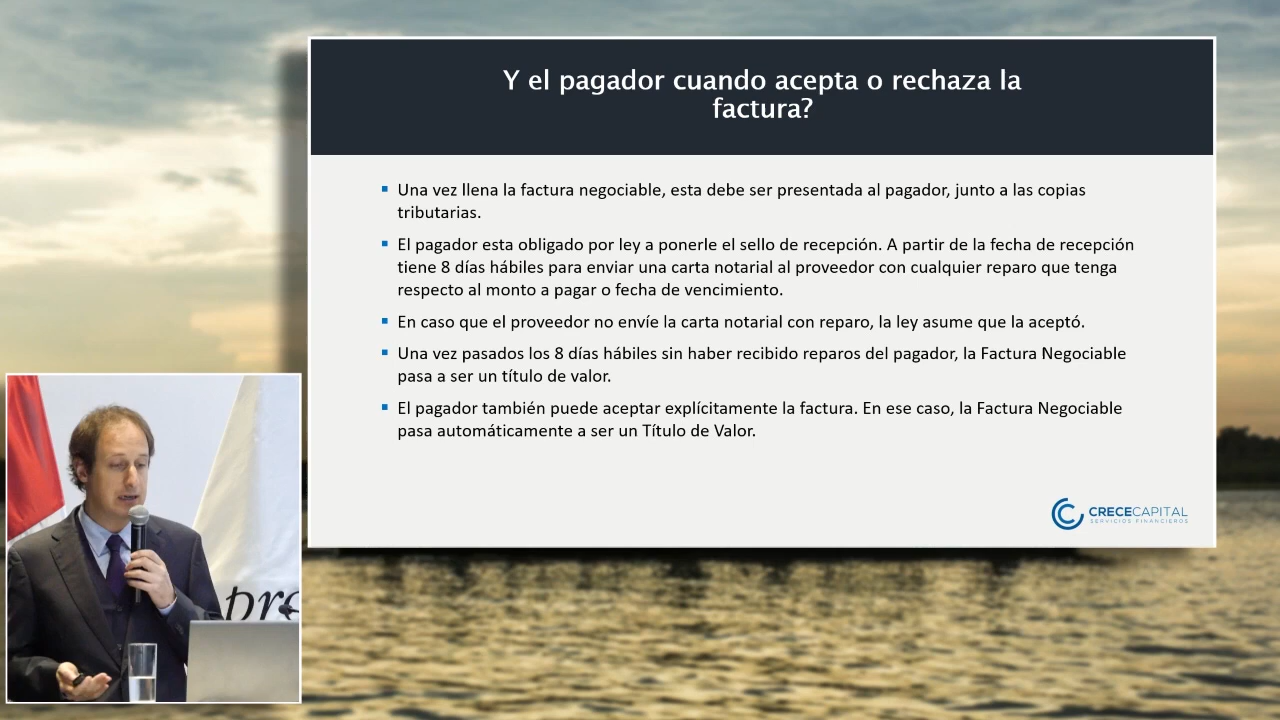 Y el pagador cuando acepta o rechaza la
factura?
Una vez llena la factura negociable, esta debe ser presentada al pagador, junto a las copias
tributarias.
El pagador esta obligado por ley a ponerle el sello de recepción. A partir de la fecha de recepción
tiene 8 días hábiles para enviar una carta notarial al proveedor con cualquier reparo que tenga
respecto al monto a pagar o fecha de vencimiento.
En caso que el proveedor no envíe la carta notarial con reparo, la ley asume que la aceptó.
Una vez pasados los 8 días hábiles sin haber recibido reparos del pagador, la Factura Negociable
pasa a ser un título de valor.
El pagador también puede aceptar explícitamente la factura. En ese caso, la Factura Negociable
pasa automáticamente a ser un Título de Valor.
CRECECAPITAL
SERVICIOS FINANCIEROS